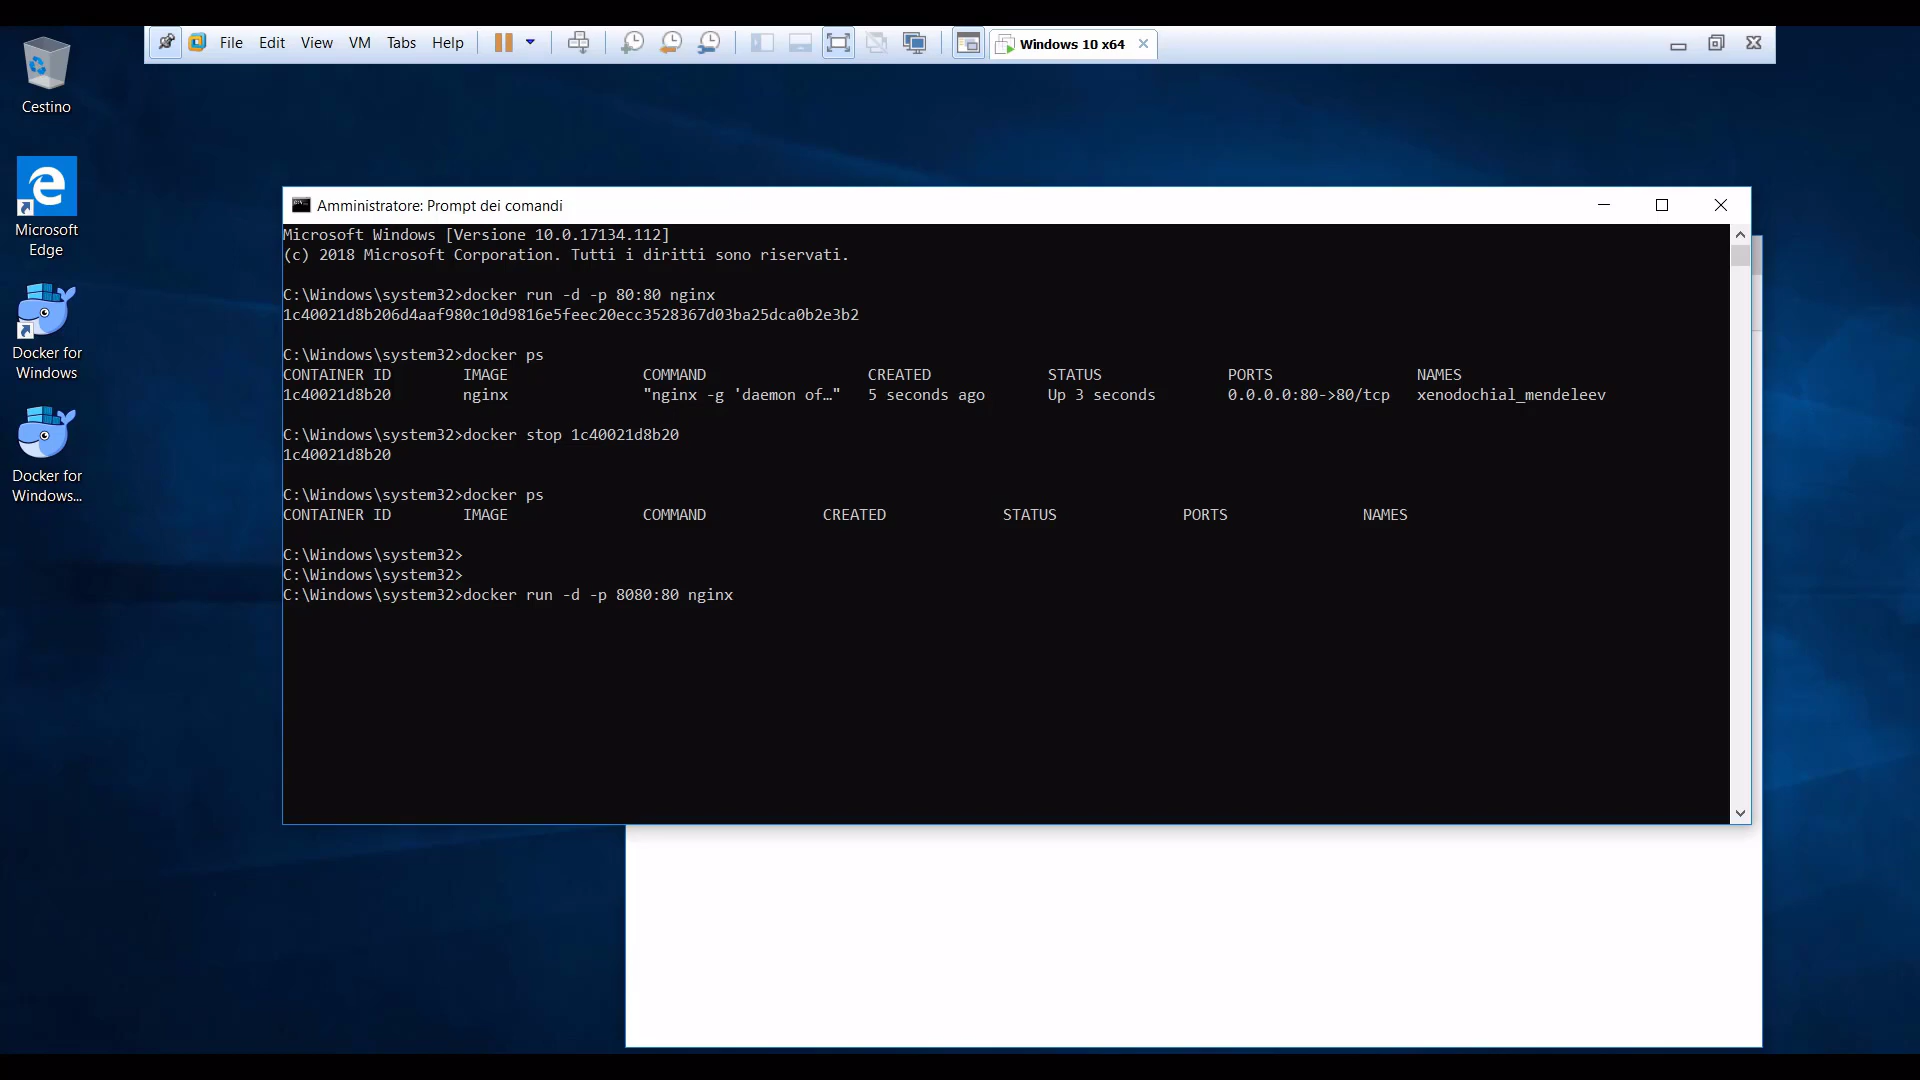 File Edit View VM Tabs Help Windows 10 x64
Cestino
Microsoft
Edge
Docker for
Windows
Docker for
Windows...
Amministratore: Prompt dei comandi
Microsoft Windows [Versione 10.0.17134.112]
(c) 2018 Microsoft Corporation. Tutti i diritti sono riservati.
C:\Windows\system32>docker run -d -p 80:80 nginx
1c40021d8b206d4aaf980c10d9816e5feec20ecc3528367d03ba25dca0b2e3b2
C:\Windows\system32>docker ps
CONTAINER ID IMAGE COMMAND CREATED STATUS PORTS NAMES
1c40021d8b20 nginx "nginx -g 'daemon of…" 5 seconds ago Up 3 seconds 0.0.0.0:80->80/tcp xenodochial_mendeleev
C:\Windows\system32>docker stop 1c40021d8b20
1c40021d8b20
C:\Windows\system32>docker ps
CONTAINER ID IMAGE COMMAND CREATED STATUS PORTS NAMES
C:\Windows\system32>
C:\Windows\system32>
C:\Windows\system32>docker run -d -p 8080:80 nginx